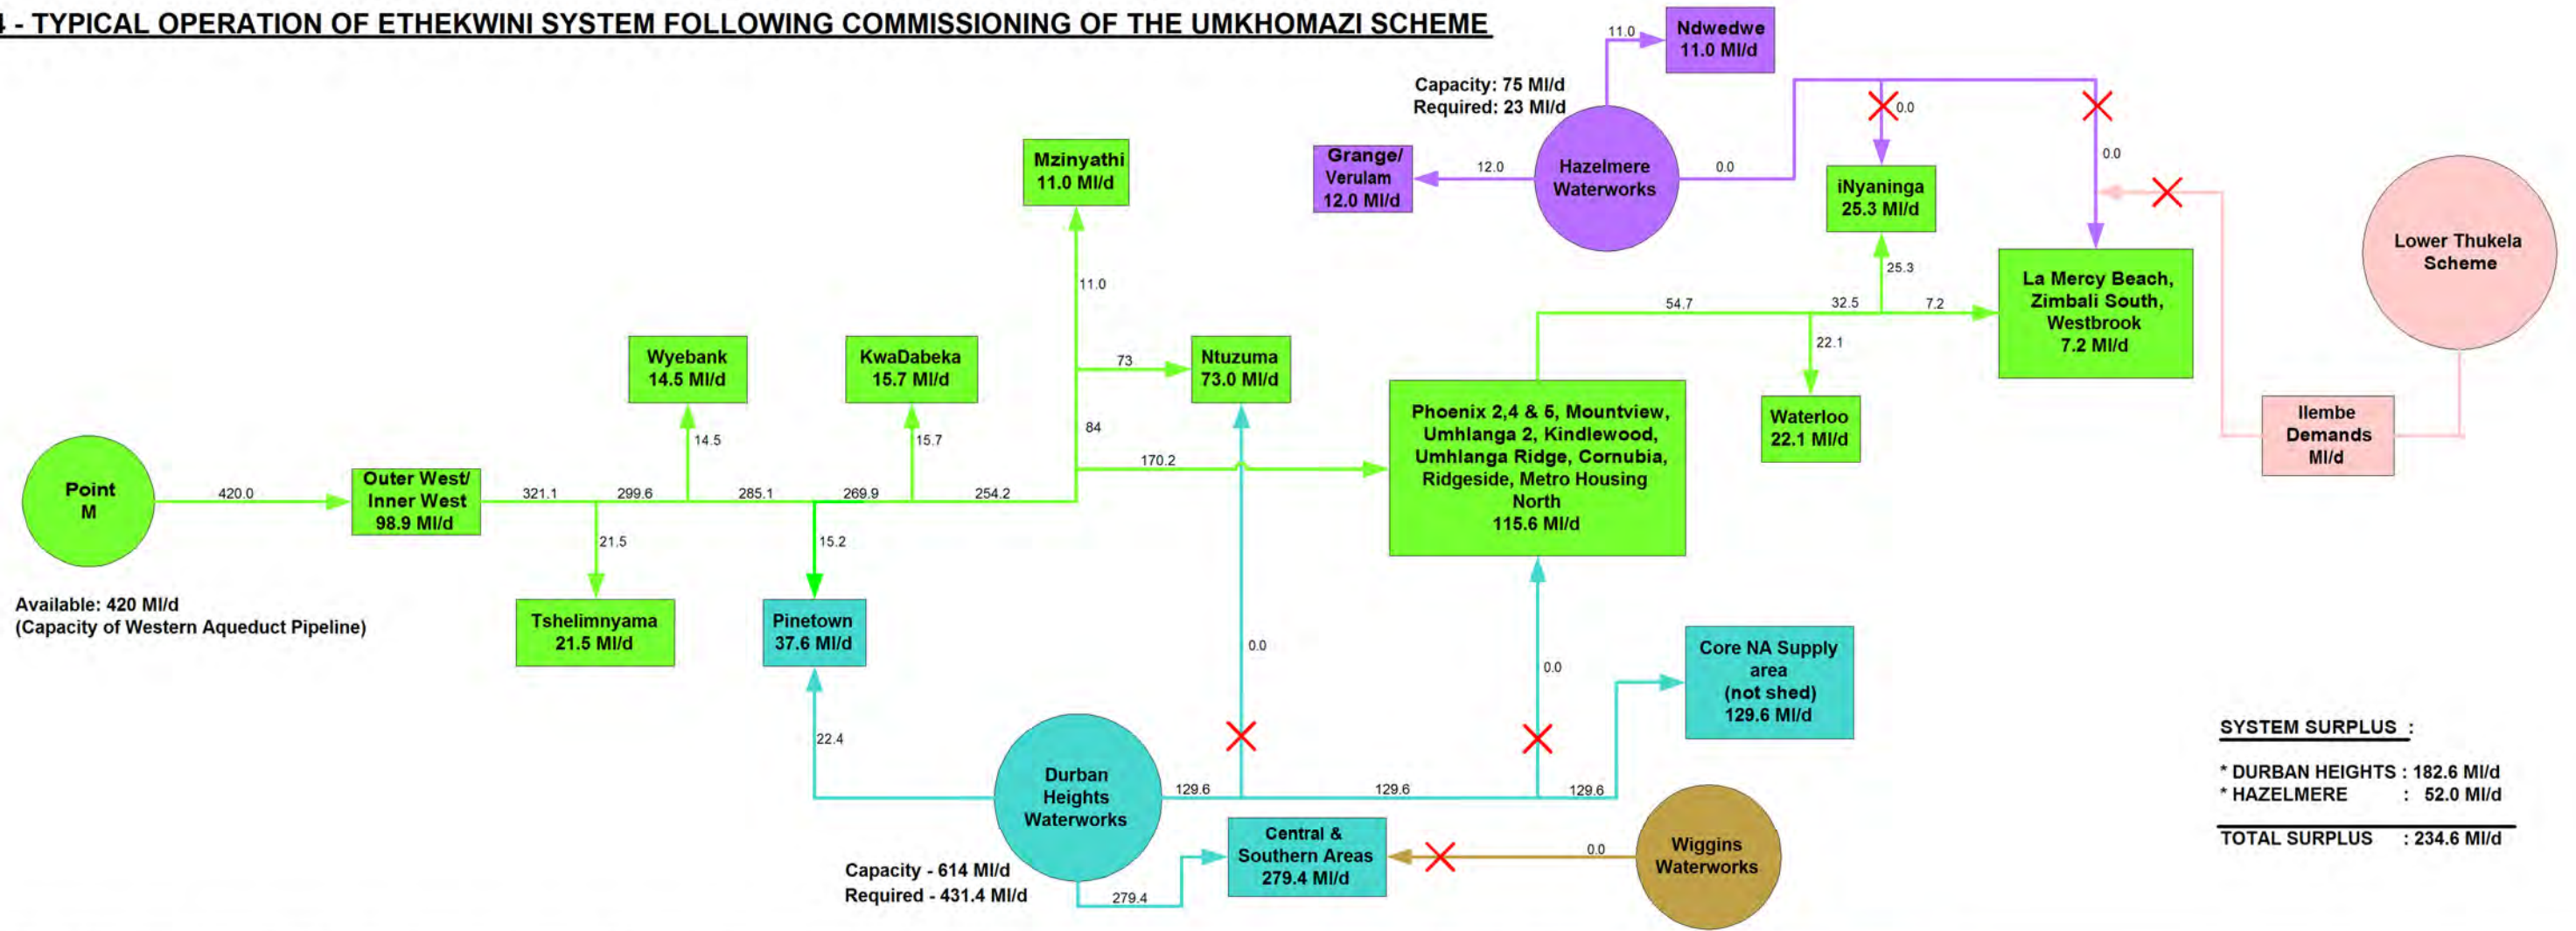 4 - TYPICAL OPERATION OF ETHEKWINI SYSTEM FOLLOWING COMMISSIONING OF THE UMKHOMAZI SCHEME
11.0
Ndwedwe
11.0 Ml/d
Capacity: 75 Ml/d
Required: 23 Ml/d
Grange/
Verulam
12.0 Ml/d
12.0
Hazelmere
Waterworks
0.0
0.0
0.0
Mzinyathi
11.0 Ml/d
11.0
iNyaninga
25.3 Ml/d
25.3
Lower Thukela
Scheme
La Mercy Beach,
Zimbali South,
Westbrook
7.2 Ml/d
54.7
32.5
7.2
22.1
Wyebank
14.5 Ml/d
14.5
KwaDabeka
15.7 Ml/d
15.7
73
Ntuzuma
73.0 Ml/d
84
170.2
Phoenix 2,4 & 5, Mountview,
Umhlanga 2, Kindlewood,
Umhlanga Ridge, Cornubia,
Ridgeside, Metro Housing
North
115.6 Ml/d
Waterloo
22.1 Ml/d
Ilembe
Demands
Ml/d
Point
M
420.0
Outer West/
Inner West
98.9 Ml/d
321.1
299.6
285.1
269.9
254.2
21.5
15.2
Available: 420 Ml/d
(Capacity of Western Aqueduct Pipeline)
Tshelimnyama
21.5 Ml/d
Pinetown
37.6 Ml/d
0.0
0.0
Core NA Supply
area
(not shed)
129.6 Ml/d
22.4
Durban
Heights
Waterworks
129.6
129.6
129.6
Capacity - 614 Ml/d
Required - 431.4 Ml/d
279.4
Central &
Southern Areas
279.4 Ml/d
0.0
Wiggins
Waterworks
SYSTEM SURPLUS :
* DURBAN HEIGHTS : 182.6 Ml/d
* HAZELMERE : 52.0 Ml/d
TOTAL SURPLUS : 234.6 Ml/d